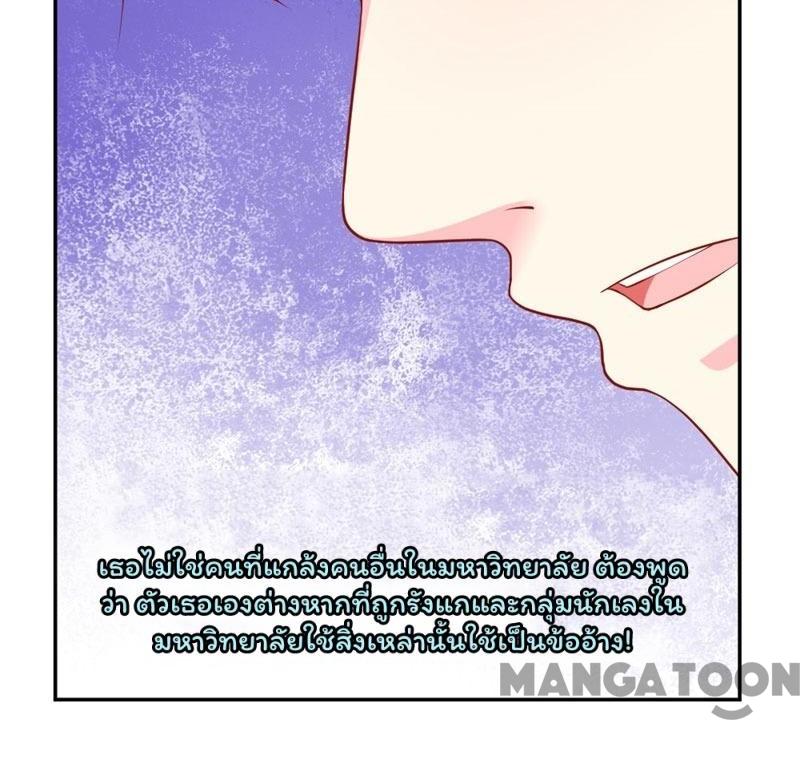 เธอไม่ใช่คนที่แกล้งคนอื่นในมหาวิทยาลัย ต้องพูด
ว่า ตัวเธอเองต่างหากที่ถูกรังแกและกลุ่มนักเลงใน
มหาวิทยาลัยใช้สิ่งเหล่านั้นใช้เป็นข้ออ้าง!
MANGATOON